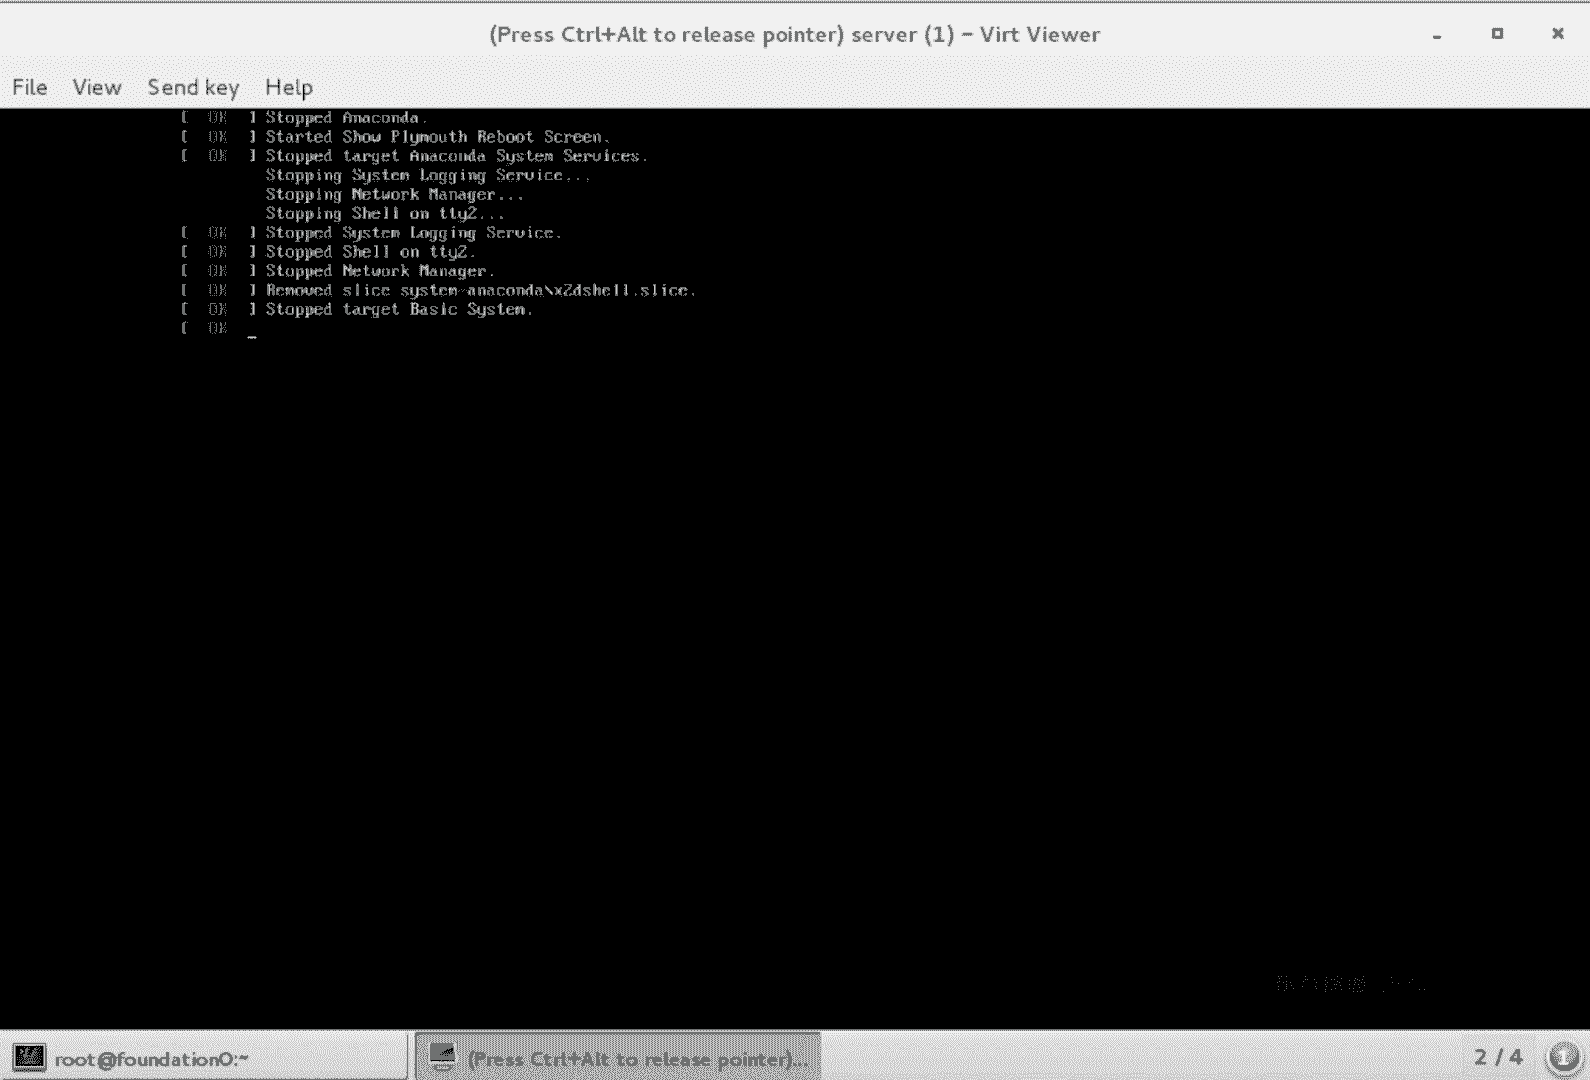 (Press Ctrl+Alt to release pointer) server (1) – Virt Viewer
File View Send key Help
[ OK ] Stopped Anaconda.
[ OK ] Started Show Plymouth Reboot Screen.
[ OK ] Stopped target Anaconda System Services.
Stopping System Logging Service...
Stopping Network Manager...
Stopping Shell on tty2...
[ OK ] Stopped System Logging Service.
[ OK ] Stopped Shell on tty2.
[ OK ] Stopped Network Manager.
[ OK ] Removed slice system-anaconda\x2dshell.slice.
[ OK ] Stopped target Basic System.
[ OK _
root@foundation0:~
(Press Ctrl+Alt to release pointer)...
2 / 4
1